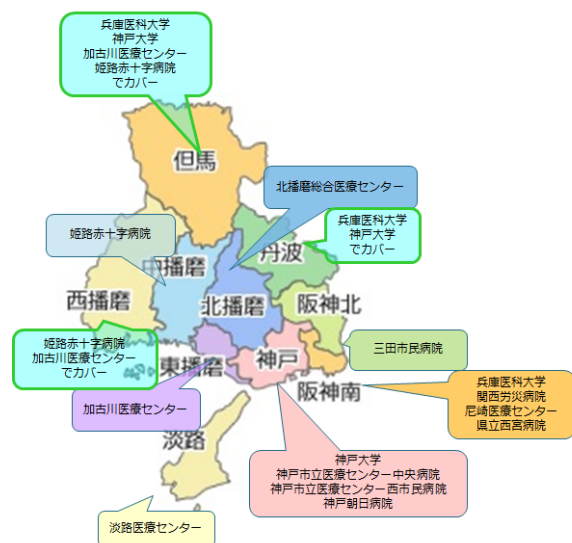 兵庫医科大学
神戸大学
加古川医療センター
姫路赤十字病院
でカバー
但馬
北播磨総合医療センター
姫路赤十字病院
兵庫医科大学
神戸大学
でカバー
丹波
中播磨
西播磨
北播磨
阪神北
姫路赤十字病院
加古川医療センター
でカバー
東播磨
神戸
三田市民病院
阪神南
兵庫医科大学
関西労災病院
尼崎医療センター
県立西宮病院
加古川医療センター
淡路
神戸大学
神戸市立医療センター中央病院
神戸市立医療センター西市民病院
神戸朝日病院
淡路医療センター